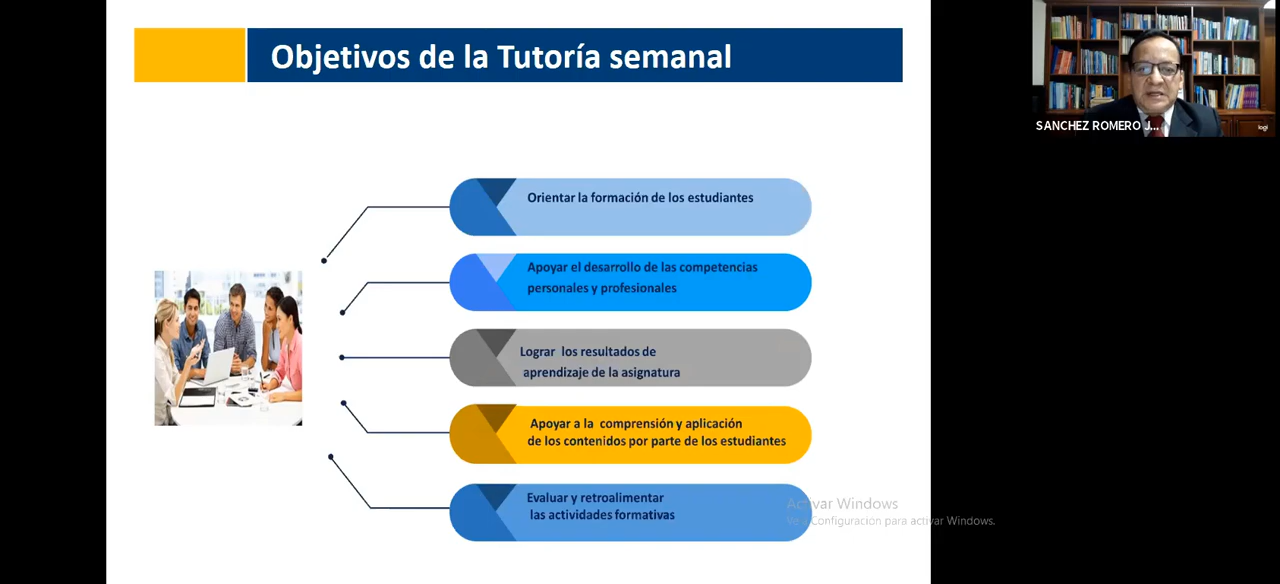 Objetivos de la Tutoría semanal
SANCHEZ ROMERO J...
logi
Orientar la formación de los estudiantes
Apoyar el desarrollo de las competencias
personales y profesionales
Lograr los resultados de
aprendizaje de la asignatura
Apoyar a la comprensión y aplicación
de los contenidos por parte de los estudiantes
Evaluar y retroalimentar
las actividades formativas
Activar Windows
Ve a Configuración para activar Windows.